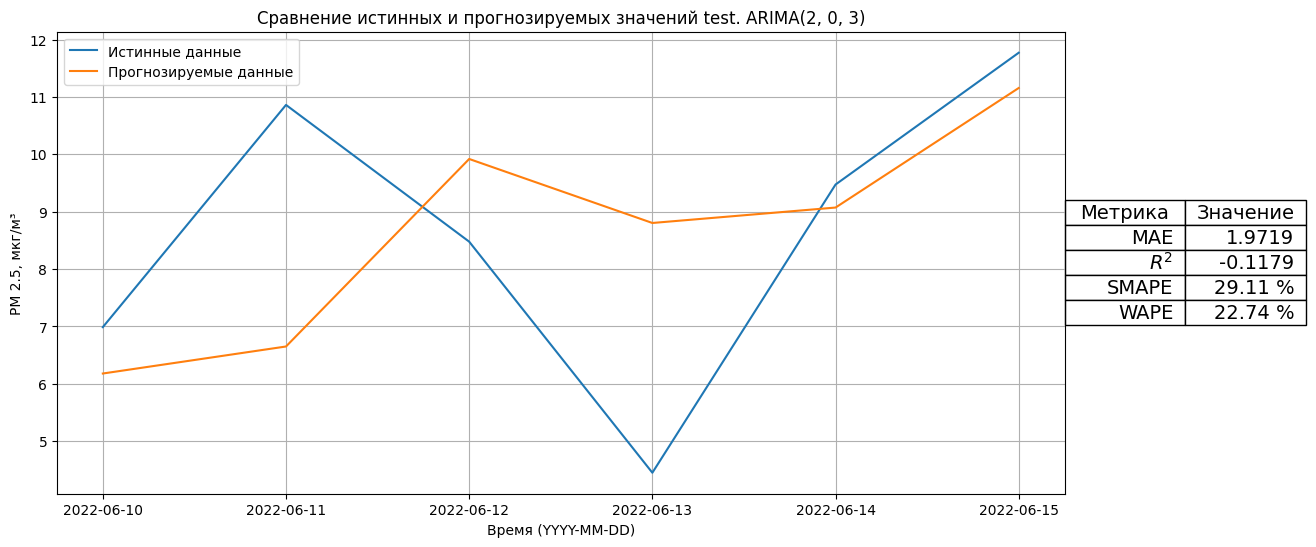 Сравнение истинных и прогнозируемых значений test. ARIMA(2, 0, 3)
Истинные данные
Прогнозируемые данные
12
11
10
9
8
7
6
5
PM 2.5, мкг/м³
2022-06-10 2022-06-11 2022-06-12 2022-06-13 2022-06-14 2022-06-15
Время (YYYY-MM-DD)
Метрика Значение
MAE 1.9719
R² -0.1179
SMAPE 29.11 %
WAPE 22.74 %